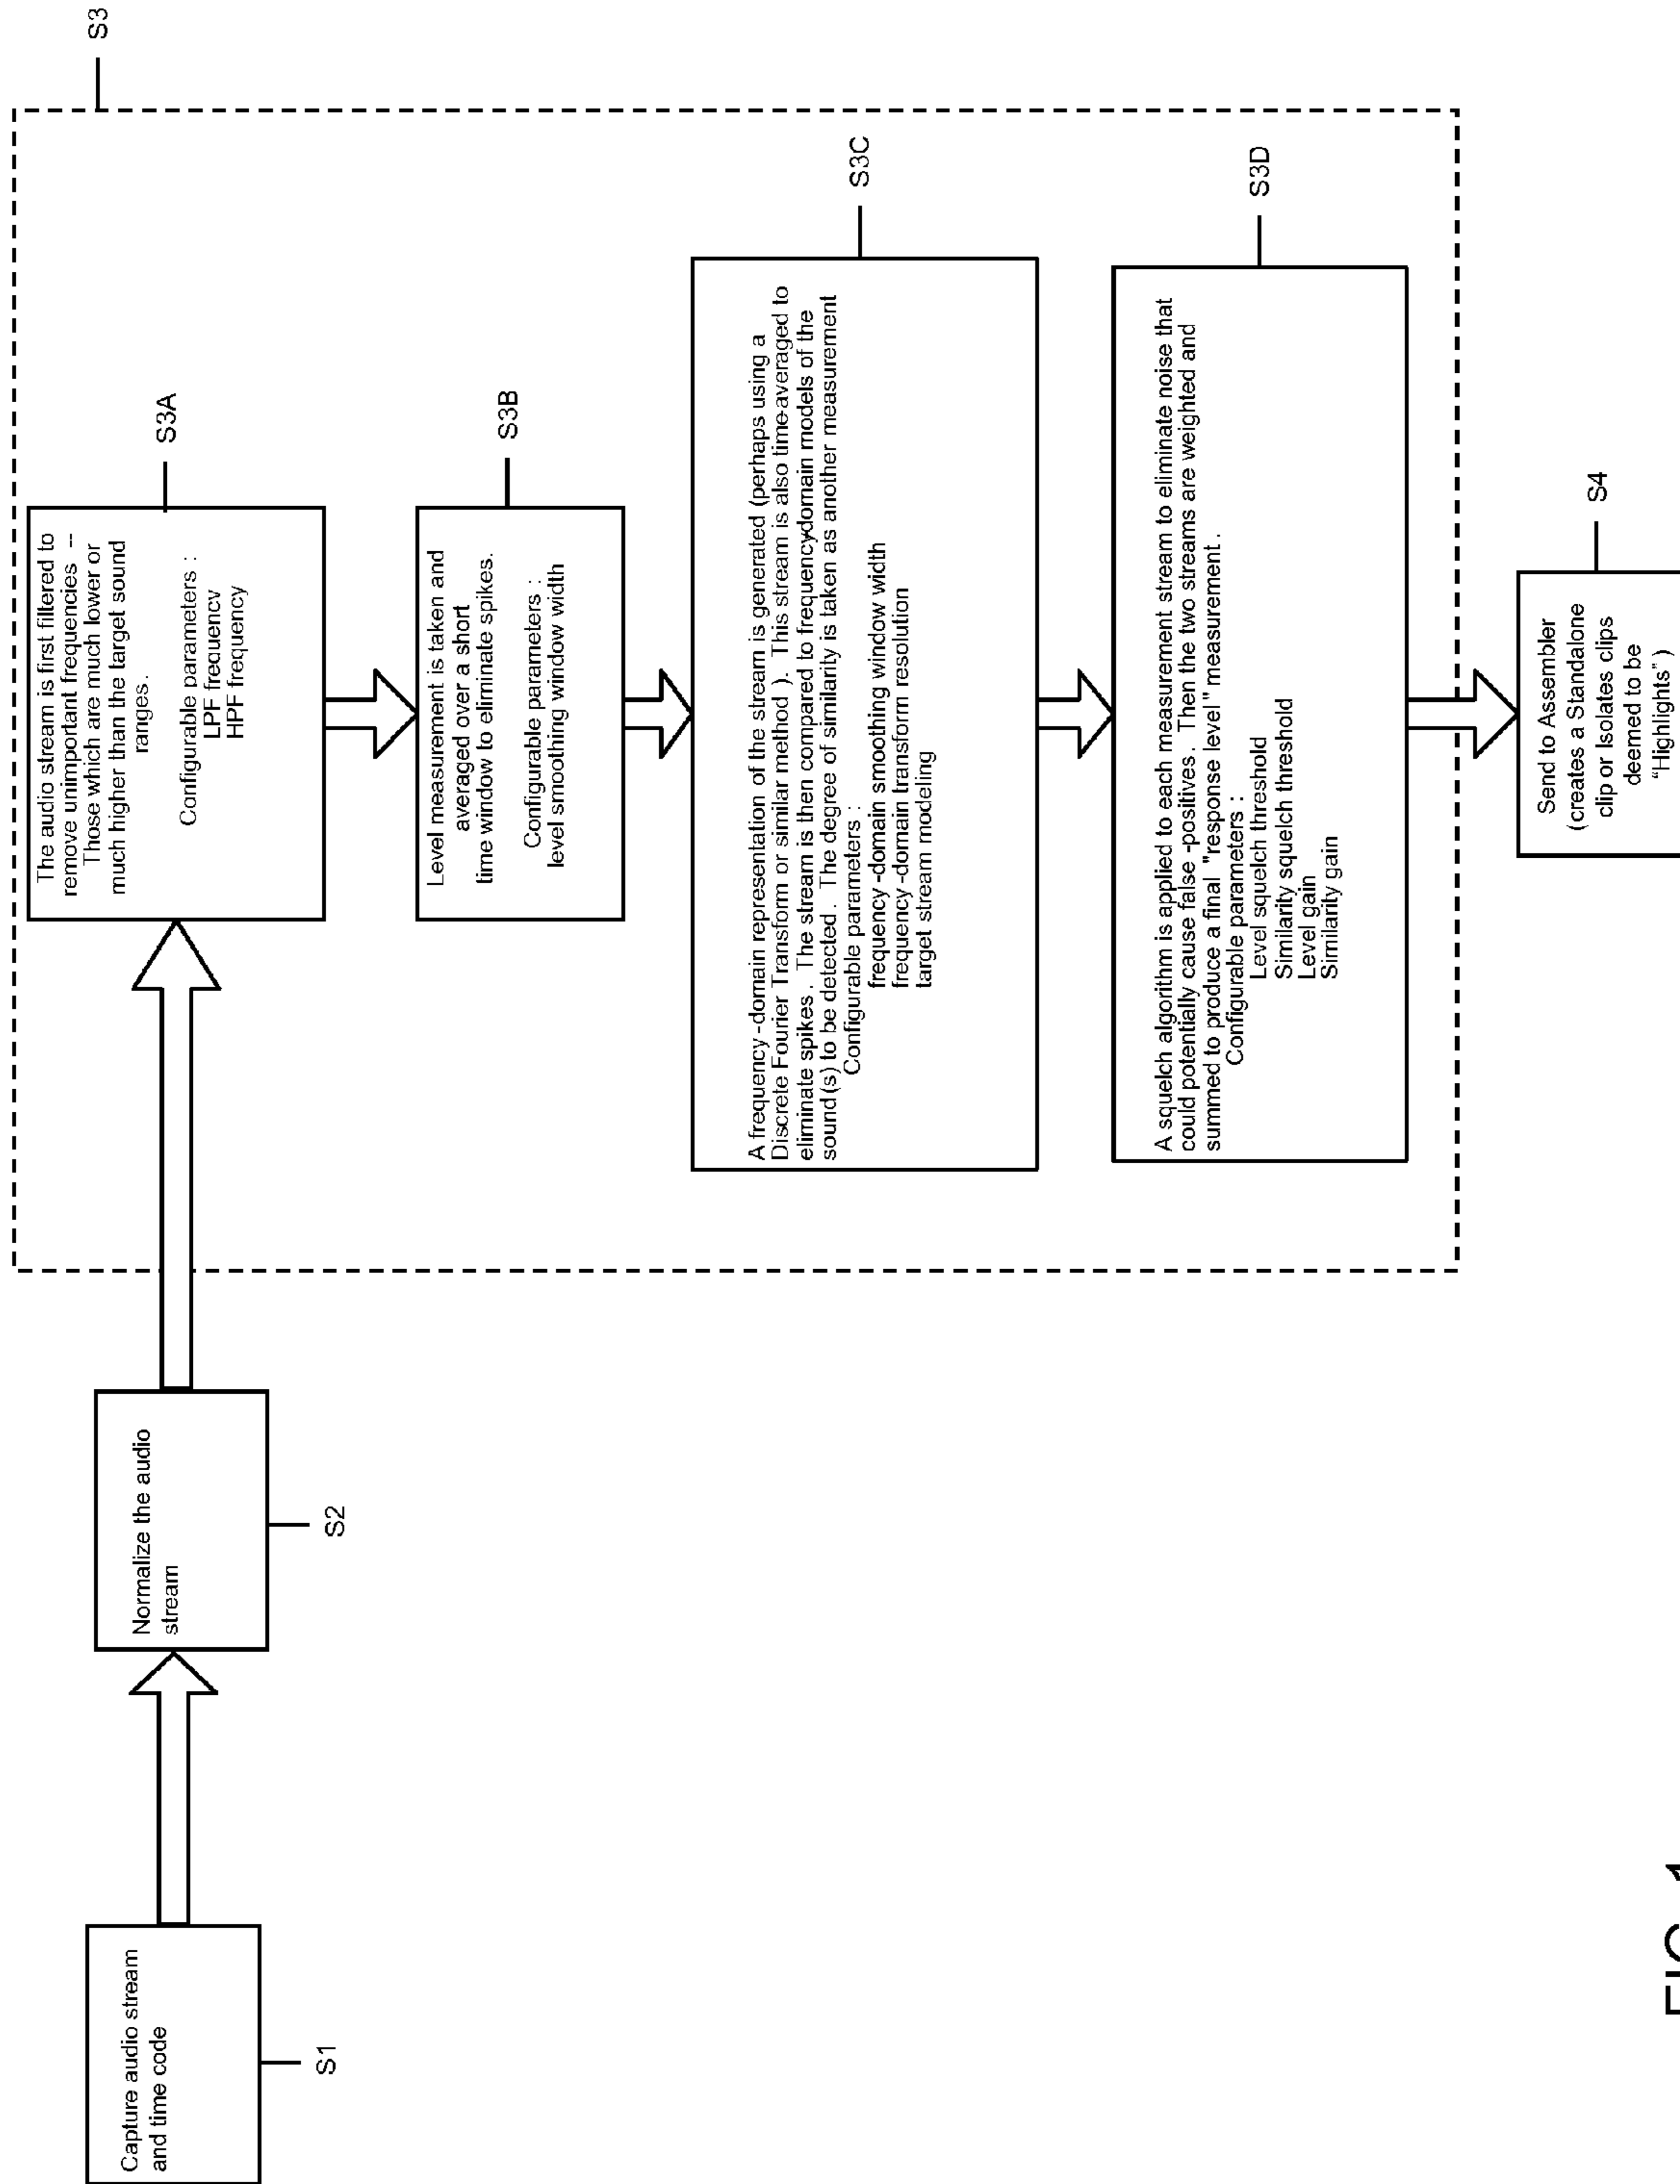 Capture audio stream
and time code
S1
Normalize the audio
stream
S2
S3
The audio stream is first filtered to
remove unimportant frequencies --
Those which are much lower or
much higher than the target sound
ranges.
Configurable parameters :
LPF frequency
HPF frequency
S3A
Level measurement is taken and
averaged over a short
time window to eliminate spikes.
Configurable parameters :
level smoothing window width
S3B
A frequency -domain representation of the stream is generated (perhaps using a
Discrete Fourier Transform or similar method ). This stream is also time-averaged to
eliminate spikes . The stream is then compared to frequencydomain models of the
sound (s) to be detected . The degree of similarity is taken as another measurement
Configurable parameters :
frequency -domain smoothing window width
frequency -domain transform resolution
target stream modeling
S3C
A squelch algorithm is applied to each measurement stream to eliminate noise that
could potentially cause false -positives. Then the two streams are weighted and
summed to produce a final "response level" measurement .
Configurable parameters :
Level squelch threshold
Similarity squelch threshold
Level gain
Similarity gain
S3D
Send to Assembler
(creates a Standalone
clip or Isolates clips
deemed to be
“Highlights” )
S4